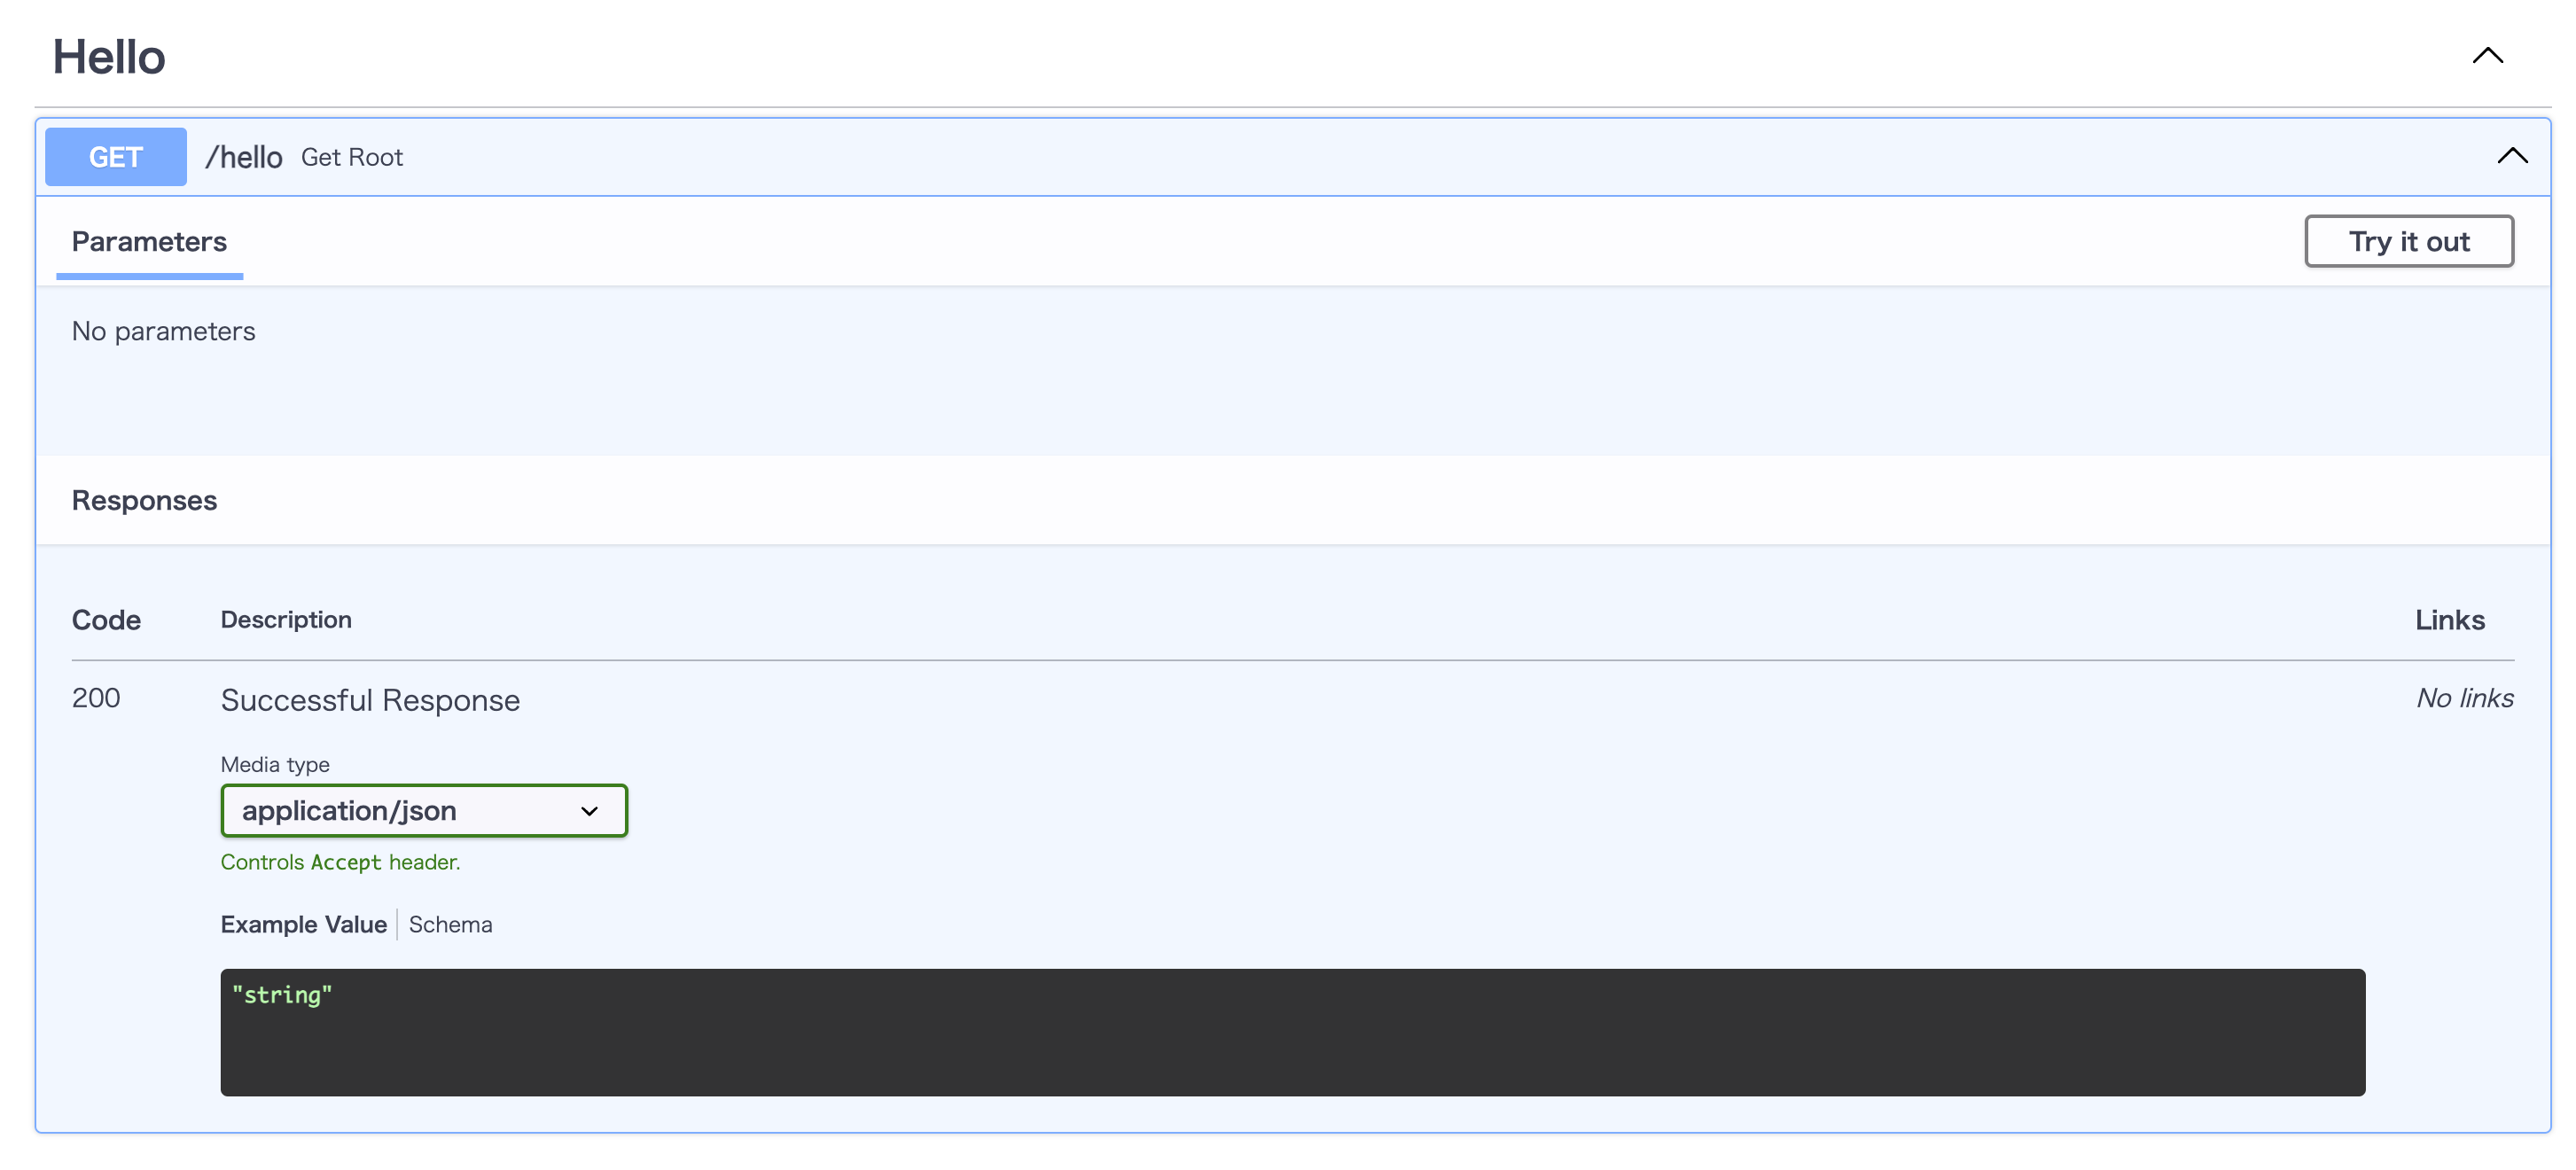 Hello
GET /hello Get Root
Parameters Try it out
No parameters
Responses
Code Description Links
200 Successful Response No links
Media type
application/json
Controls Accept header.
Example Value Schema
"string"